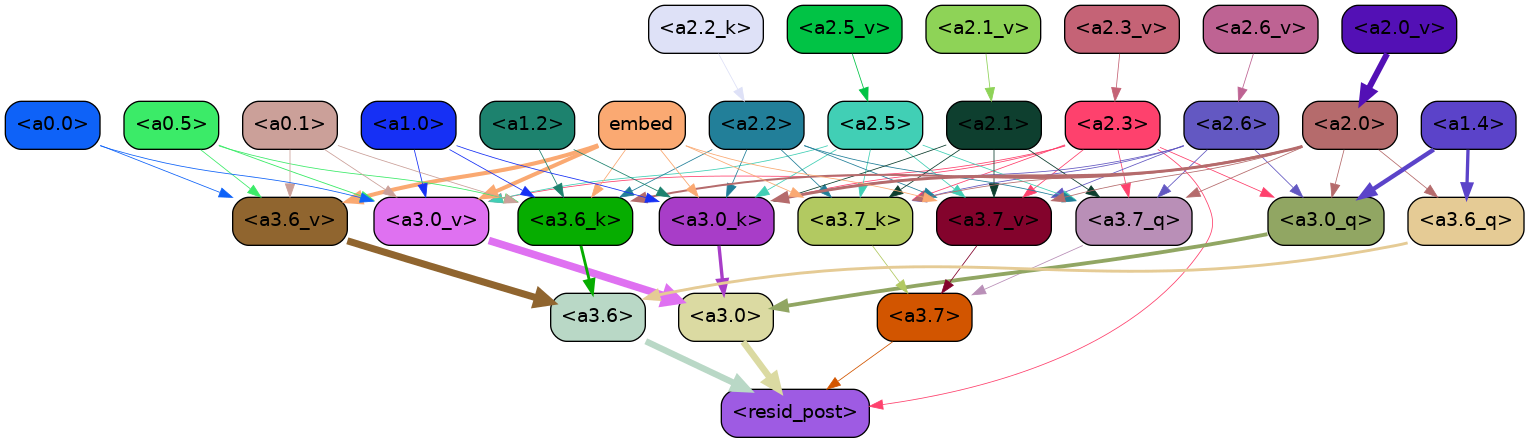 <a2.2_k> <a2.5_v> <a2.1_v> <a2.3_v> <a2.6_v> <a2.0_v>
<a0.0> <a0.5> <a0.1> <a1.0> <a1.2> embed <a2.2> <a2.5> <a2.1> <a2.3> <a2.6> <a2.0> <a1.4>
<a3.6_v> <a3.0_v> <a3.6_k> <a3.0_k> <a3.7_k> <a3.7_v> <a3.7_q> <a3.0_q> <a3.6_q>
<a3.6> <a3.0> <a3.7>
<resid_post>